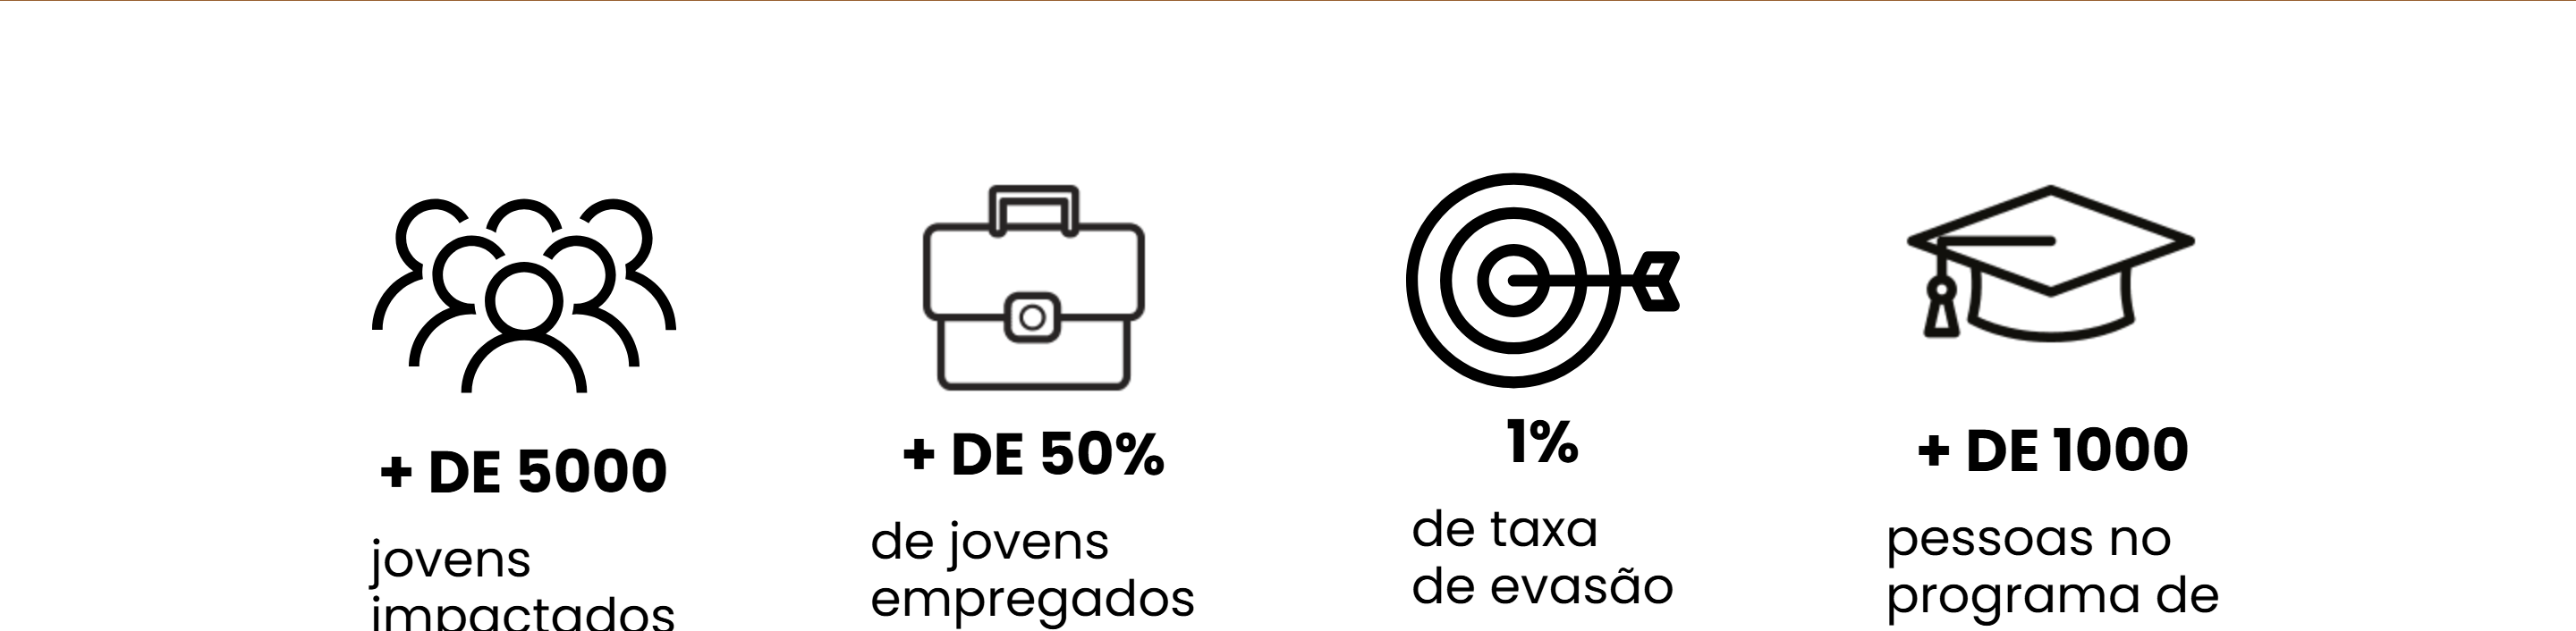 + DE 5000
jovens
impactados
+ DE 50%
de jovens
empregados
1%
de taxa
de evasão
+ DE 1000
pessoas no
programa de